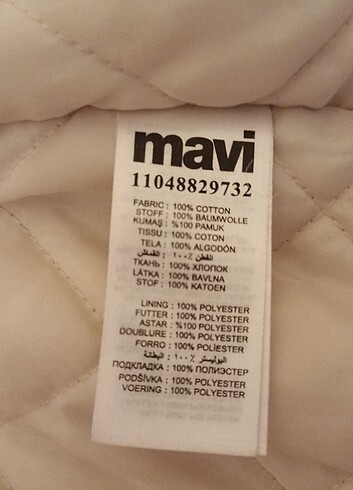 mavi
11048829732
FABRIC : 100% COTTON
STOFF : 100% BAUMWOLLE
KUMAŞ : %100 PAMUK
TISSU : 100% COTON
TELA : 100% ALGODÓN
القطن ٪١٠٠ : القماش
ТКАНЬ : 100% ХЛОПОК
LÁTKA : 100% BAVLNA
STOF : 100% KATOEN
LINING : 100% POLYESTER
FUTTER : 100% POLYESTER
ASTAR : %100 POLYESTER
DOUBLURE : 100% POLYESTER
FORRO : 100% POLÍESTER
البوليستر ٪١٠٠ : البطانة
ПОДКЛАДКА : 100% ПОЛИЭСТЕР
PODŠÍVKA : 100% POLYESTER
VOERING : 100% POLYESTER